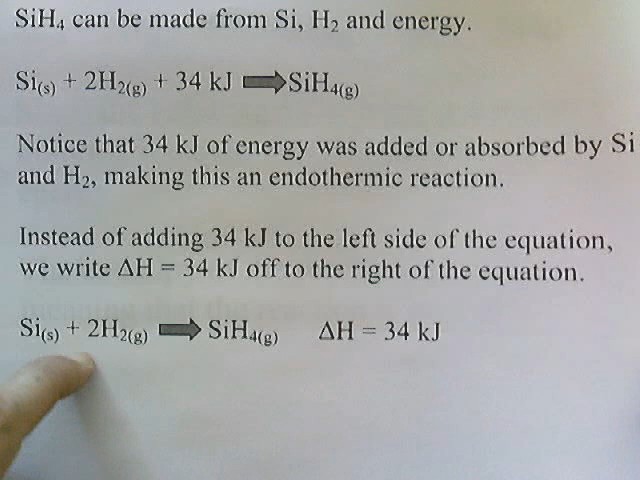 SiH₄ can be made from Si, H₂ and energy.
Si₍s₎ + 2H₂(g) + 34 kJ ⟹ SiH₄(g)
Notice that 34 kJ of energy was added or absorbed by Si
and H₂, making this an endothermic reaction.
Instead of adding 34 kJ to the left side of the equation,
we write ΔH = 34 kJ off to the right of the equation.
Si₍s₎ + 2H₂(g) ⟹ SiH₄(g) ΔH = 34 kJ